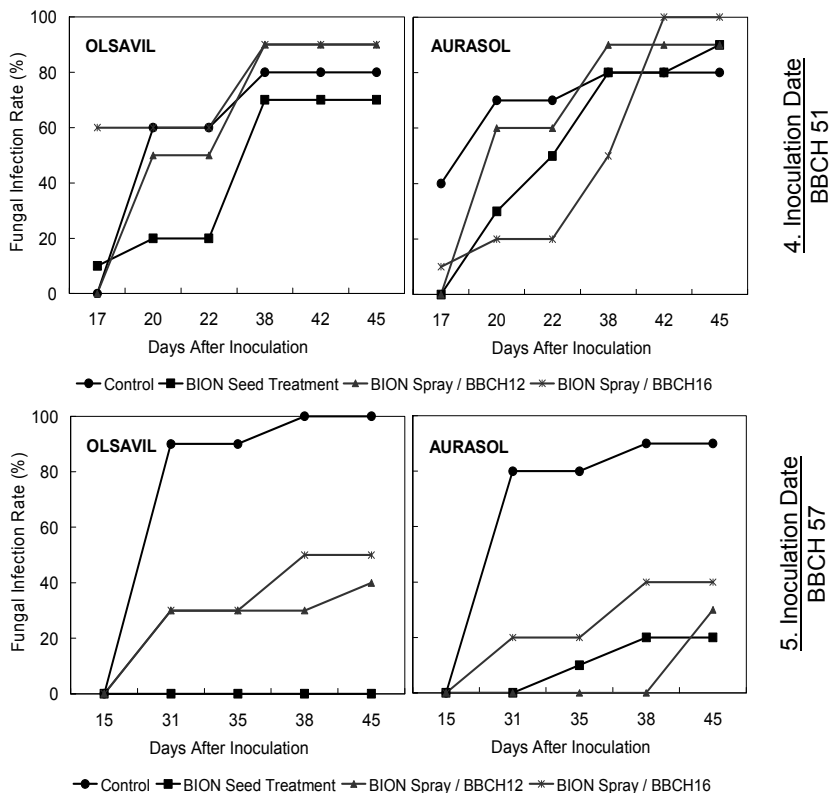 OLSAVIL
AURASOL
Fungal Infection Rate (%)
100
80
60
40
20
0
17 20 22 38 42 45
17 20 22 38 42 45
Days After Inoculation
Days After Inoculation
4. Inoculation Date
BBCH 51
Control BION Seed Treatment BION Spray / BBCH12 BION Spray / BBCH16
OLSAVIL
AURASOL
Fungal Infection Rate (%)
100
80
60
40
20
0
15 31 35 38 45
15 31 35 38 45
Days After Inoculation
Days After Inoculation
5. Inoculation Date
BBCH 57
Control BION Seed Treatment BION Spray / BBCH12 BION Spray / BBCH16